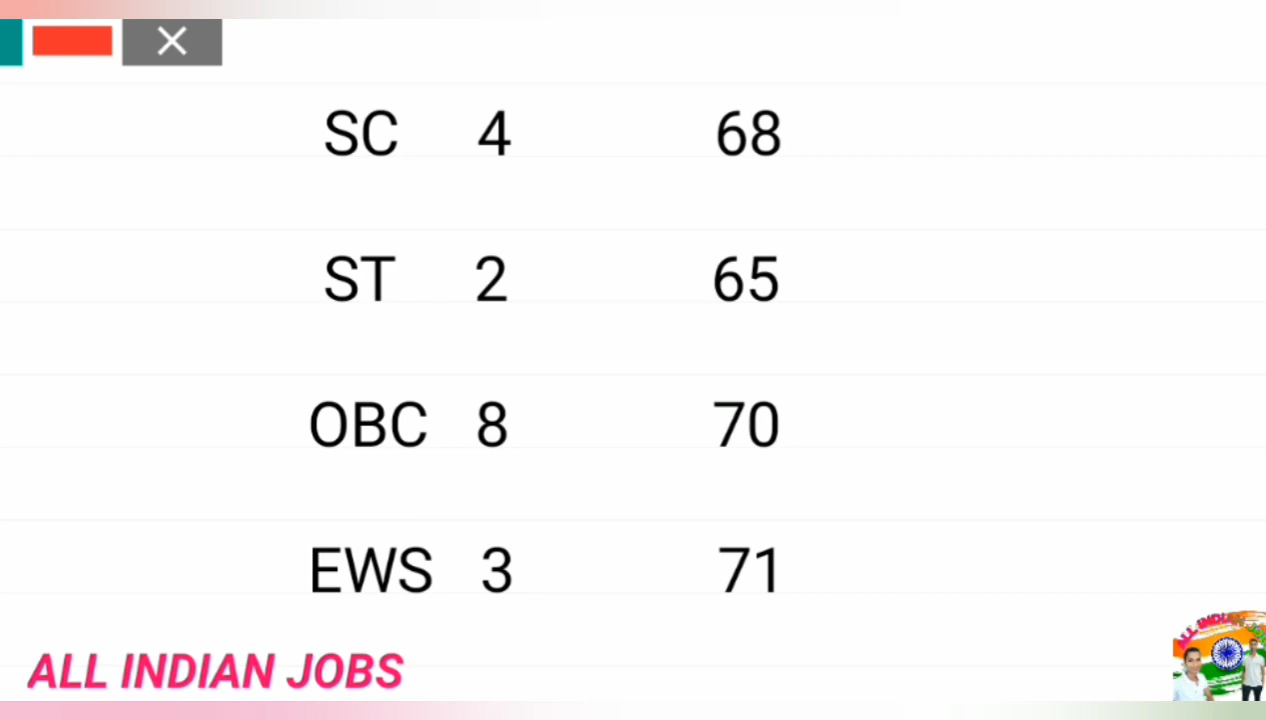 SC 4 68
ST 2 65
OBC 8 70
EWS 3 71
ALL INDIAN JOBS